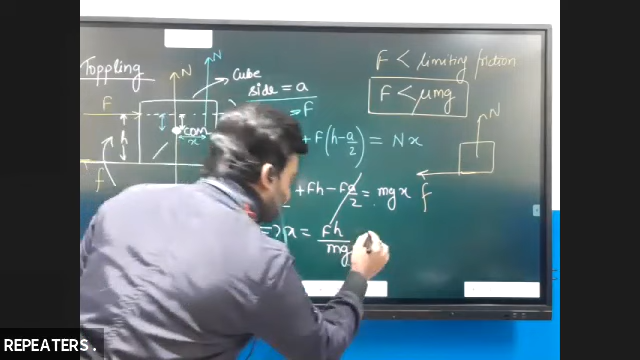 Toppling
N
N
Cube
side = a
F
h
COM
x
f
F < limiting friction
F < μmg
= F
+ F(h - a/2) = Nx
+ Fh - Fa/2 = mgx
⇒ x = Fh/mg
N
f
REPEATERS .